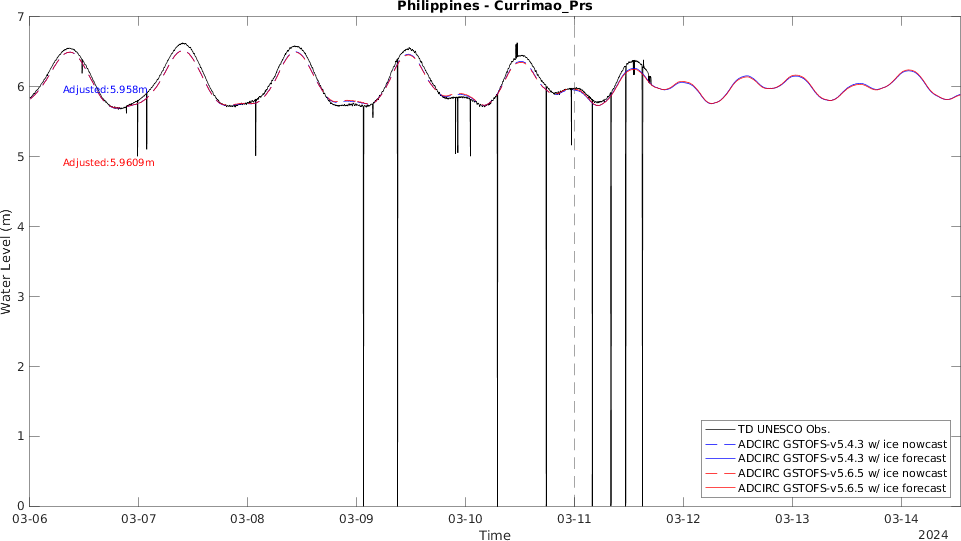 Philippines - Currimao_Prs
7
6
5
4
3
2
1
0
Water Level (m)
Adjusted:5.958m
Adjusted:5.9609m
TD UNESCO Obs.
ADCIRC GSTOFS-v5.4.3 w/ ice nowcast
ADCIRC GSTOFS-v5.4.3 w/ ice forecast
ADCIRC GSTOFS-v5.6.5 w/ ice nowcast
ADCIRC GSTOFS-v5.6.5 w/ ice forecast
03-06 03-07 03-08 03-09 03-10 03-11 03-12 03-13 03-14
Time
2024